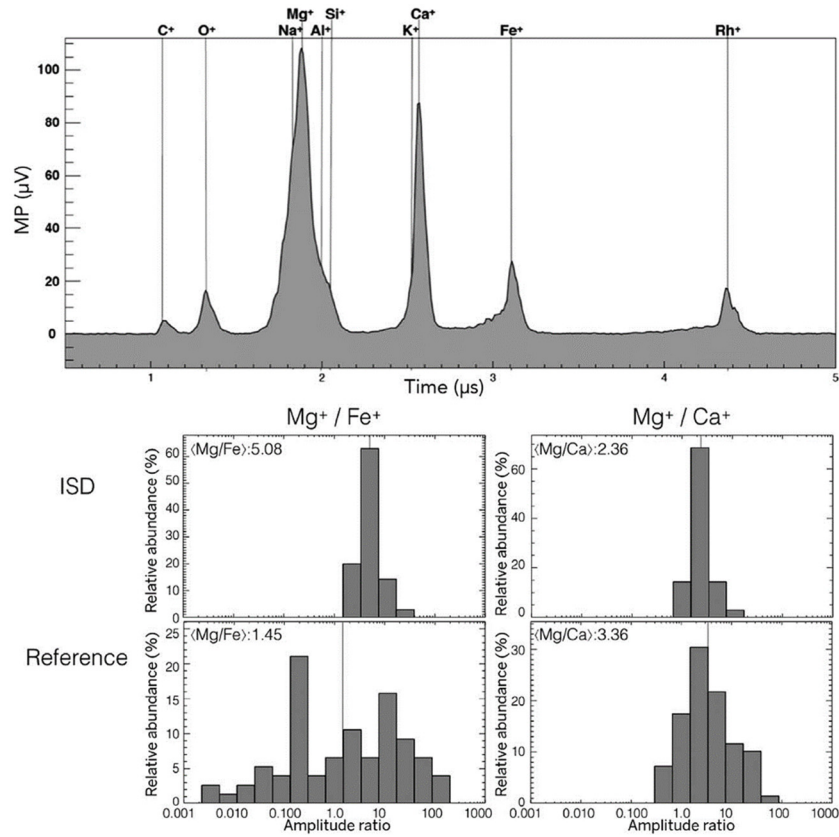 Mg⁺ Si⁺ Ca⁺
C⁺ O⁺ Na⁺ Al⁺ K⁺ Fe⁺ Rh⁺
100
80
60
40
20
0
MP (µV)
1 2 3 4 5
Time (µs)
Mg⁺ / Fe⁺ Mg⁺ / Ca⁺
ISD
Relative abundance (%)
60
50
40
30
20
10
0
⟨Mg/Fe⟩:5.08
Relative abundance (%)
60
40
20
0
⟨Mg/Ca⟩:2.36
Reference
Relative abundance (%)
25
20
15
10
5
0
⟨Mg/Fe⟩:1.45
0.001 0.010 0.100 1.0 10 100 1000
Amplitude ratio
Relative abundance (%)
30
20
10
0
⟨Mg/Ca⟩:3.36
0.001 0.010 0.100 1.0 10 100 1000
Amplitude ratio